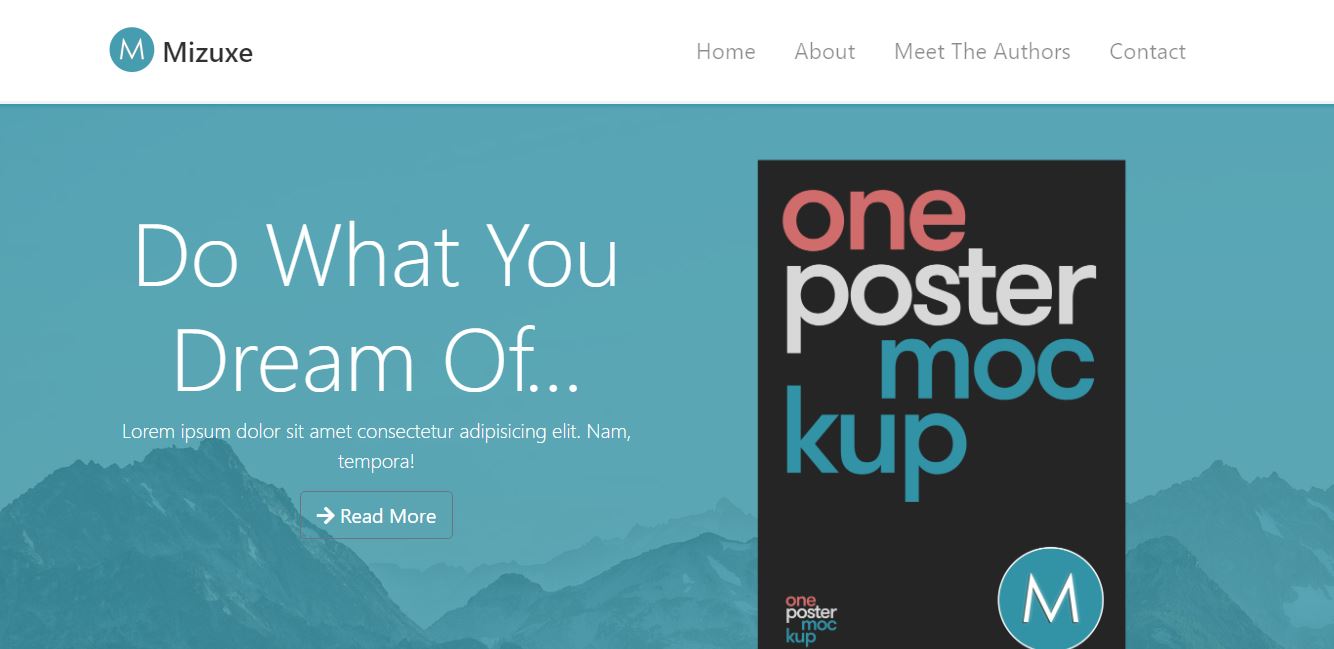 M Mizuxe
Home About Meet The Authors Contact
Do What You
Dream Of...
Lorem ipsum dolor sit amet consectetur adipisicing elit. Nam,
tempora!
Read More
one
poster
moc
kup
one
poster
moc
kup
M